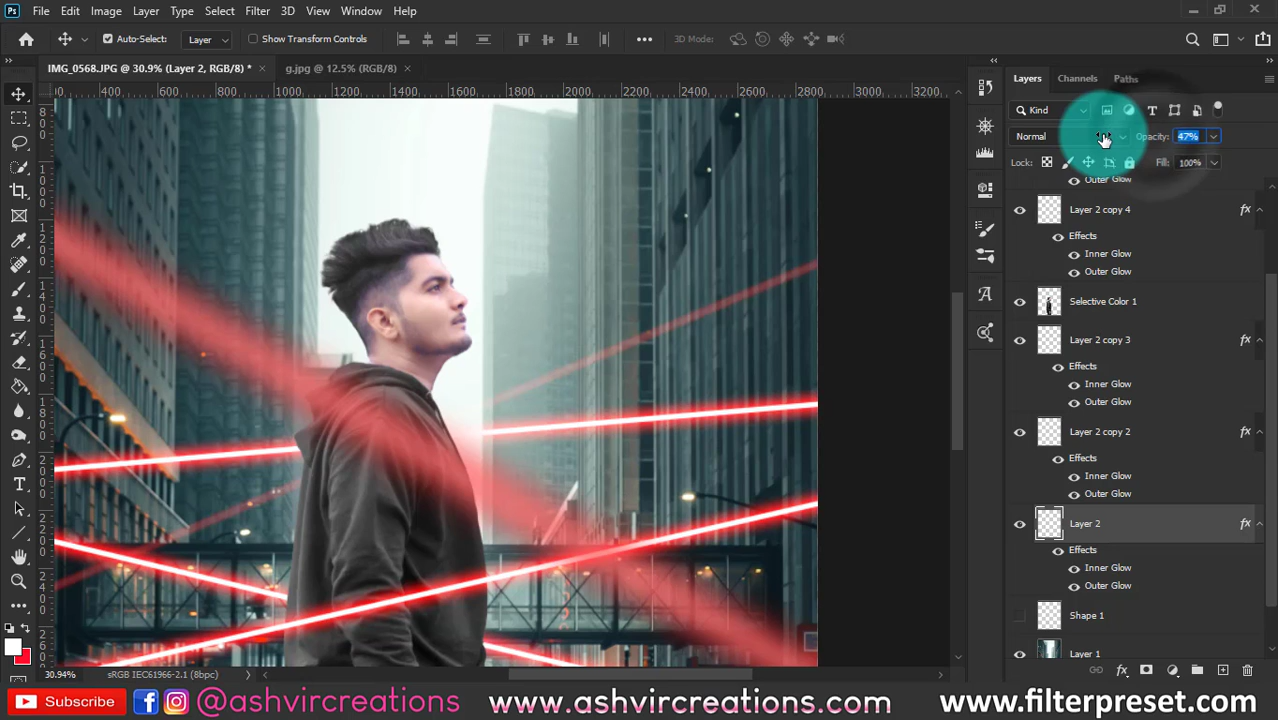 Ps File Edit Image Layer Type Select Filter 3D View Window Help
Auto-Select: Layer Show Transform Controls 3D Mode:
IMG_0568.JPG @ 30.9% (Layer 2, RGB/8) * × g.jpg @ 12.5% (RGB/8) ×
400 600 800 1000 1200 1400 1600 1800 2000 2200 2400 2600 2800 3000 3200
Layers Channels Paths
Kind
Normal Opacity: 47%
Lock: Fill: 100%
Outer Glow
Layer 2 copy 4 fx
Effects
Inner Glow
Outer Glow
Selective Color 1
Layer 2 copy 3 fx
Effects
Inner Glow
Outer Glow
Layer 2 copy 2 fx
Effects
Inner Glow
Outer Glow
Layer 2 fx
Effects
Inner Glow
Outer Glow
Shape 1
Layer 1
30.94% sRGB IEC61966-2.1 (8bpc)
Subscribe @ashvircreations www.ashvircreations.com www.filterpreset.com